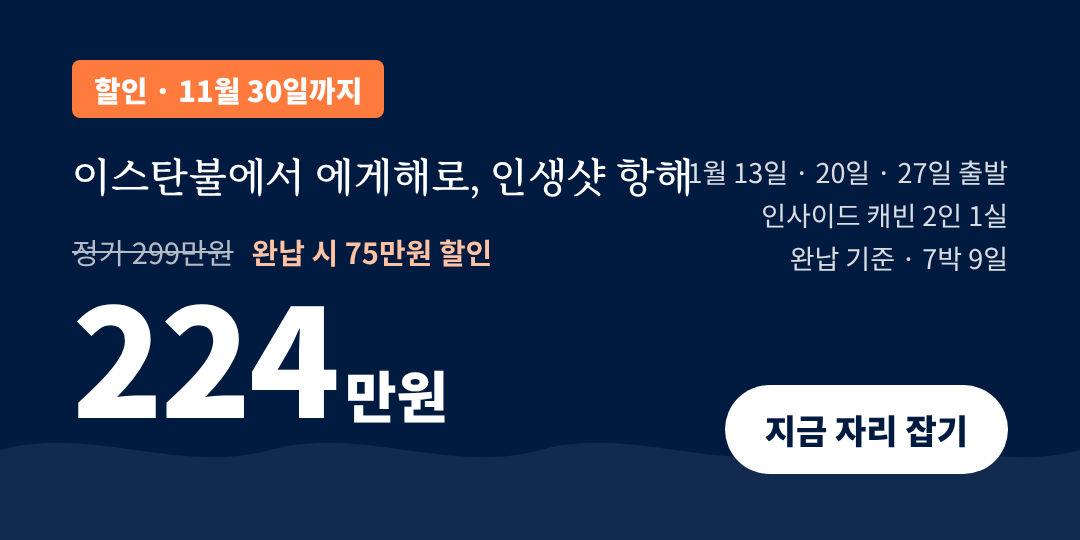 할인 · 11월 30일까지
이스탄불에서 에게해로, 인생샷 항해
1월 13일 · 20일 · 27일 출발
인사이드 캐빈 2인 1실
완납 기준 · 7박 9일
정가 299만원 완납 시 75만원 할인
224만원
지금 자리 잡기